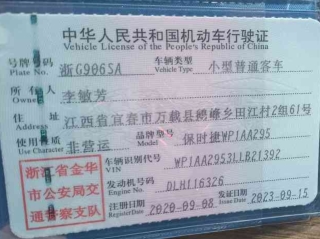 中华人民共和国机动车行驶证
Vehicle License of the People's Republic of China
号牌号码 浙G906SA 车辆类型 小型普通客车
Plate No. Vehicle Type
所有人 李敏芳
Owner
住址 江西省宜春市万载县鹅峰乡田江村2组61号
Address
使用性质 非营运 品牌型号 保时捷WP1AA295
Use Character Model
车辆识别代号 WP1AA2953LLB21392
VIN
发动机号码 DLH116326
Engine No.
注册日期 2020-09-08 发证日期 2023-09-15
Register Date Issue Date
浙江省金华
市公安局交
通警察支队